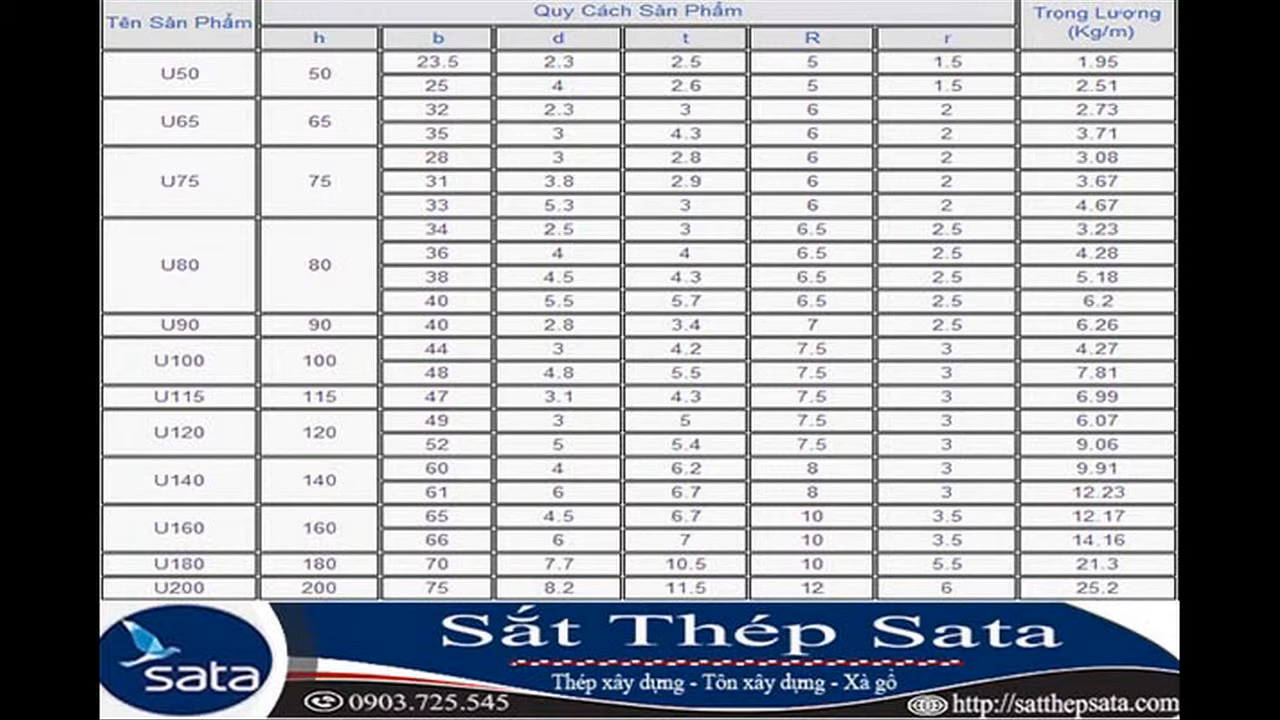 Tên Sản Phẩm Quy Cách Sản Phẩm Trọng Lượng (Kg/m)
h b d t R r
U50 50 23.5 2.3 2.5 5 1.5 1.95
25 4 2.6 5 1.5 2.51
U65 65 32 2.3 3 6 2 2.73
35 3 4.3 6 2 3.71
U75 75 28 3 2.8 6 2 3.08
31 3.8 2.9 6 2 3.67
33 5.3 3 6 2 4.67
U80 80 34 2.5 3 6.5 2.5 3.23
36 4 4 6.5 2.5 4.28
38 4.5 4.3 6.5 2.5 5.18
40 5.5 5.7 6.5 2.5 6.2
U90 90 40 2.8 3.4 7 2.5 6.26
U100 100 44 3 4.2 7.5 3 4.27
48 4.8 5.5 7.5 3 7.81
U115 115 47 3.1 4.3 7.5 3 6.99
U120 120 49 3 5 7.5 3 6.07
52 5 5.4 7.5 3 9.06
U140 140 60 4 6.2 8 3 9.91
61 6 6.7 8 3 12.23
U160 160 65 4.5 6.7 10 3.5 12.17
66 6 7 10 3.5 14.16
U180 180 70 7.7 10.5 10 5.5 21.3
U200 200 75 8.2 11.5 12 6 25.2
Sắt Thép Sata
sata
Thép xây dựng - Tôn xây dựng - Xà gồ
0903.725.545
http://satthepsata.com